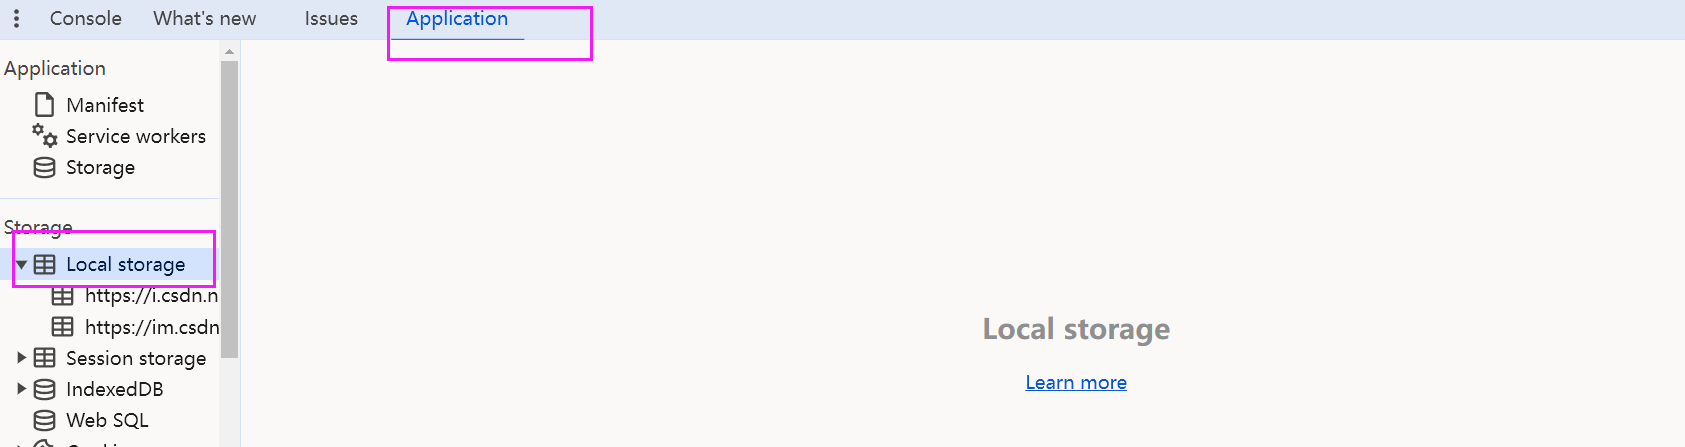 Console What's new Issues Application
Application
Manifest
Service workers
Storage
Storage
Local storage
https://i.csdn.n
https://im.csdn
Session storage
IndexedDB
Web SQL
Local storage
Learn more